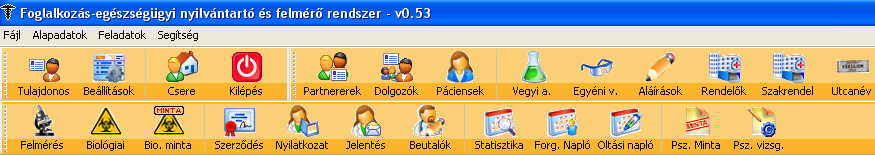 Foglalkozás-egészségügyi nyilvántartó és felmérő rendszer - v0.53
Fájl Alapadatok Feladatok Segítség
Tulajdonos Beállítások Csere Kilépés Partnererek Dolgozók Páciensek Vegyi a. Egyéni v. Aláírások Rendelők Szakrendel Utcanév
MINTA
Felmérés Biológiai Bio. minta Szerződés Nyilatkozat Jelentés Beutalók Statisztika Forg. Napló Oltási napló Psz. Minta Psz. vizsg.